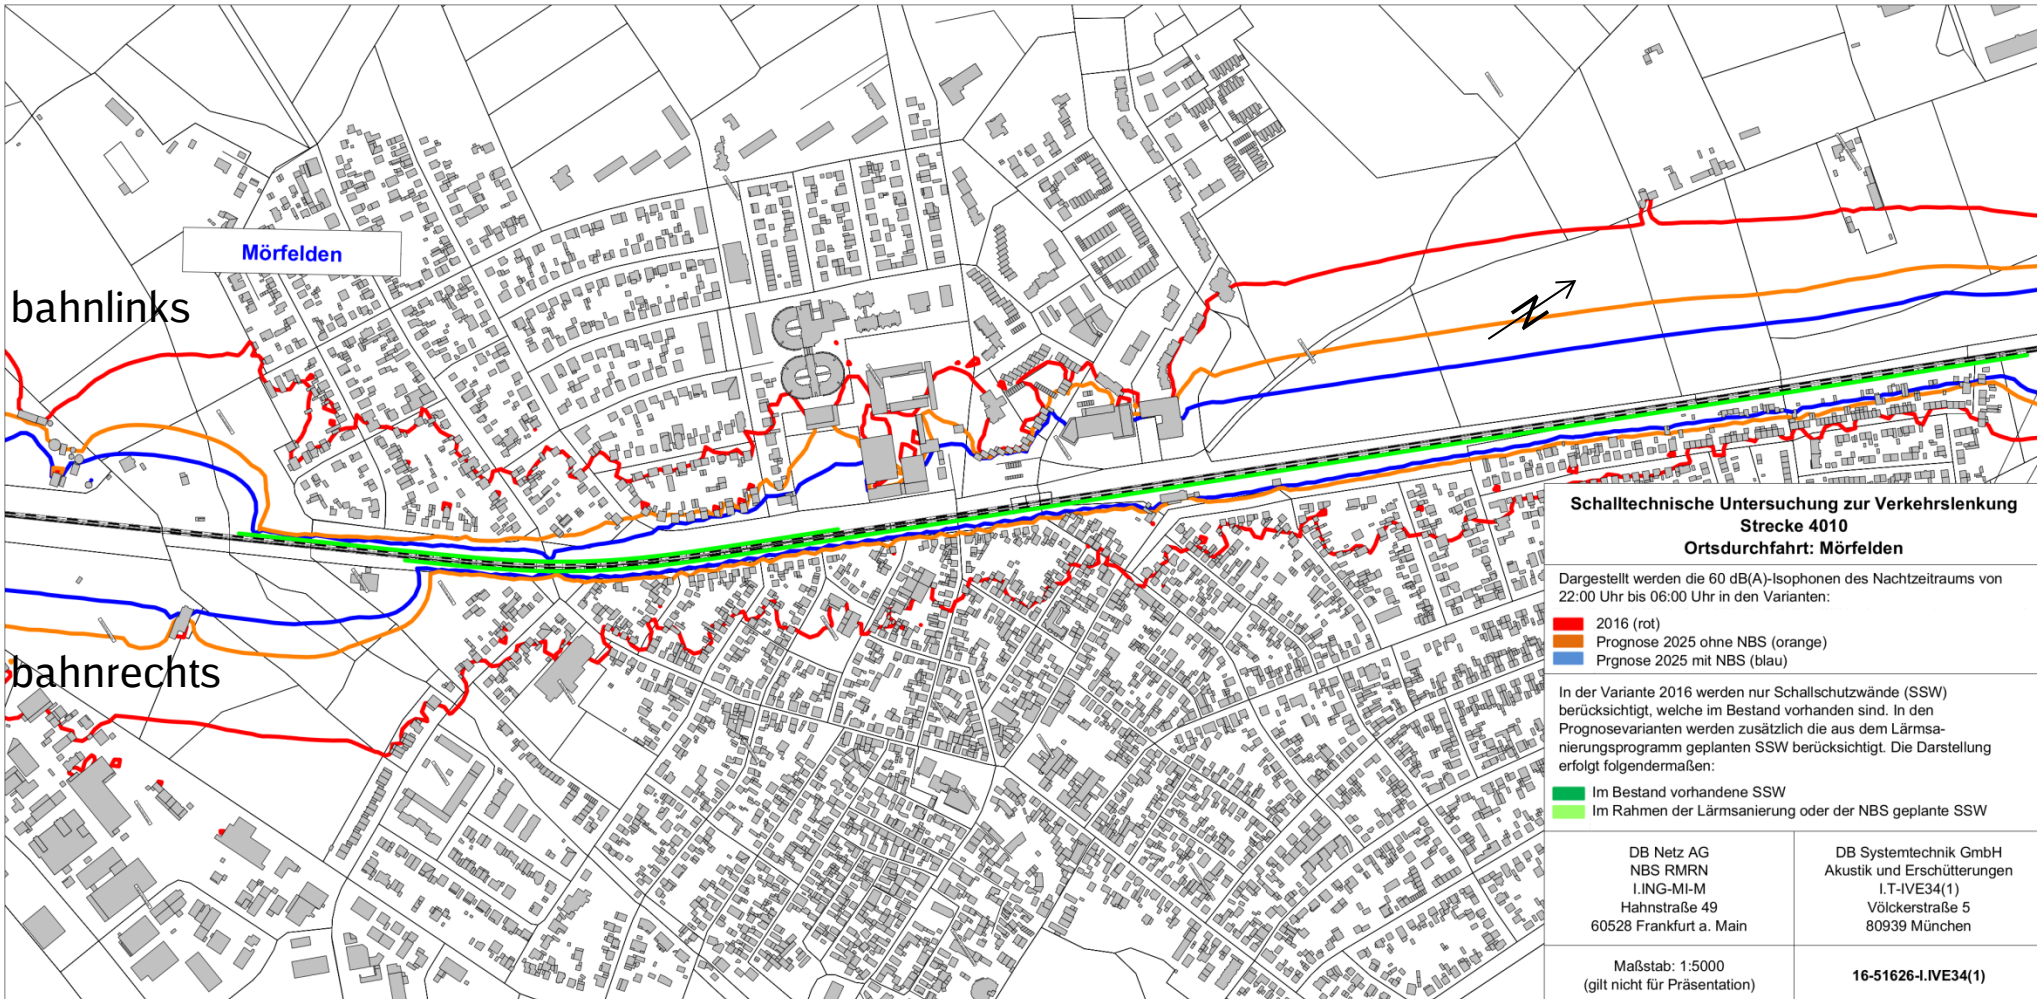 Mörfelden
bahnlinks
N
bahnrechts
Schalltechnische Untersuchung zur Verkehrslenkung
Strecke 4010
Ortsdurchfahrt: Mörfelden
Dargestellt werden die 60 dB(A)-Isophonen des Nachtzeitraums von
22:00 Uhr bis 06:00 Uhr in den Varianten:
2016 (rot)
Prognose 2025 ohne NBS (orange)
Prgnose 2025 mit NBS (blau)
In der Variante 2016 werden nur Schallschutzwände (SSW)
berücksichtigt, welche im Bestand vorhanden sind. In den
Prognosevarianten werden zusätzlich die aus dem Lärmsa-
nierungsprogramm geplanten SSW berücksichtigt. Die Darstellung
erfolgt folgendermaßen:
Im Bestand vorhandene SSW
Im Rahmen der Lärmsanierung oder der NBS geplante SSW
DB Netz AG
NBS RMRN
I.ING-MI-M
Hahnstraße 49
60528 Frankfurt a. Main
DB Systemtechnik GmbH
Akustik und Erschütterungen
I.T-IVE34(1)
Völckerstraße 5
80939 München
Maßstab: 1:5000
(gilt nicht für Präsentation)
16-51626-I.IVE34(1)